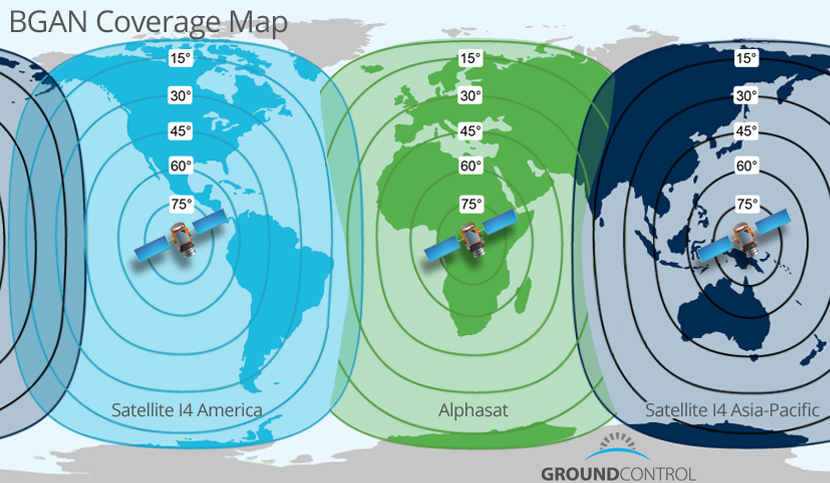 BGAN Coverage Map
15° 15° 15°
30° 30° 30°
45° 45° 45°
60° 60° 60°
75° 75° 75°
Satellite I4 America Alphasat Satellite I4 Asia-Pacific
GROUNDCONTROL